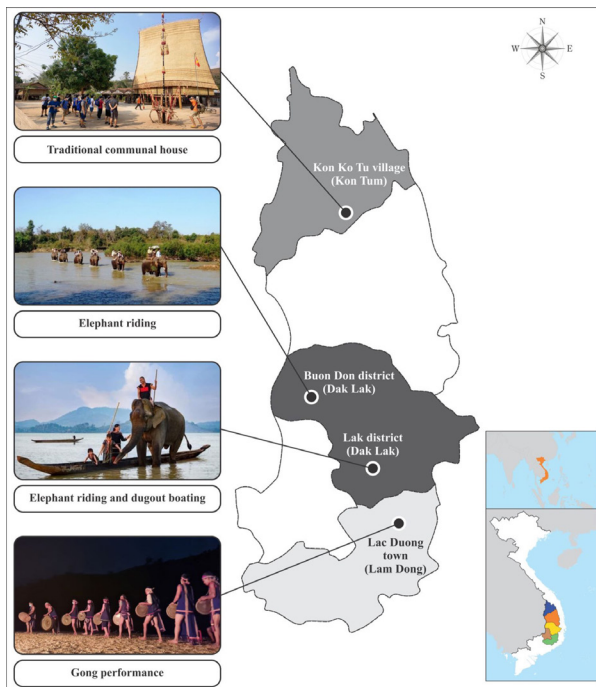 N
W E
S
Traditional communal house
Kon Ko Tu village
(Kon Tum)
Elephant riding
Buon Don district
(Dak Lak)
Lak district
(Dak Lak)
Elephant riding and dugout boating
Lac Duong
town
(Lam Dong)
Gong performance